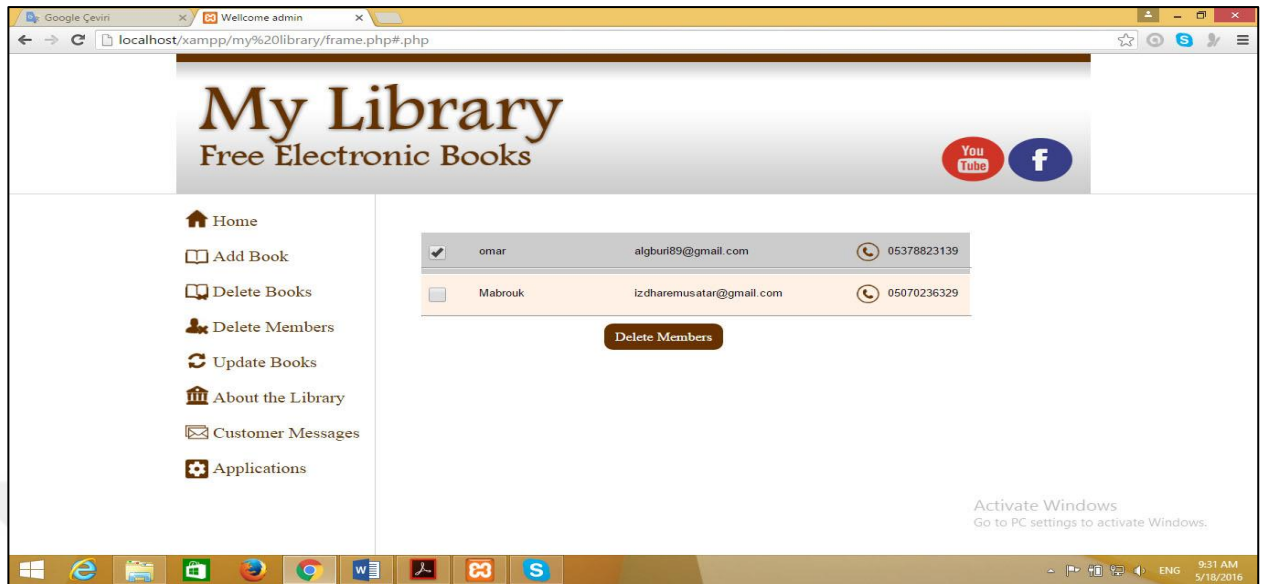 Google Çeviri
Wellcome admin
localhost/xampp/my%20library/frame.php#.php
My Library
Free Electronic Books
You
Tube
f
Home
Add Book
Delete Books
Delete Members
Update Books
About the Library
Customer Messages
Applications
omar algburi89@gmail.com 05378823139
Mabrouk izdharemusatar@gmail.com 05070236329
Delete Members
Activate Windows
Go to PC settings to activate Windows.
ENG
9:31 AM
5/18/2016